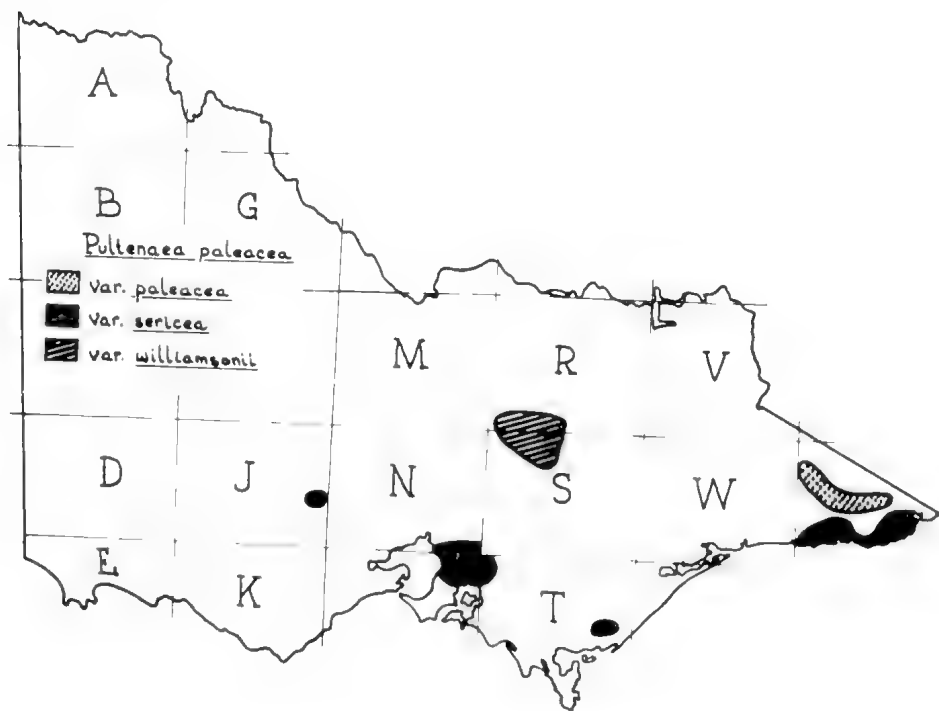 A
B G
Pultenaea paleacea
var. paleacea
var. sericea
var. williamsonii
L
M R V
D J N S W
E K T